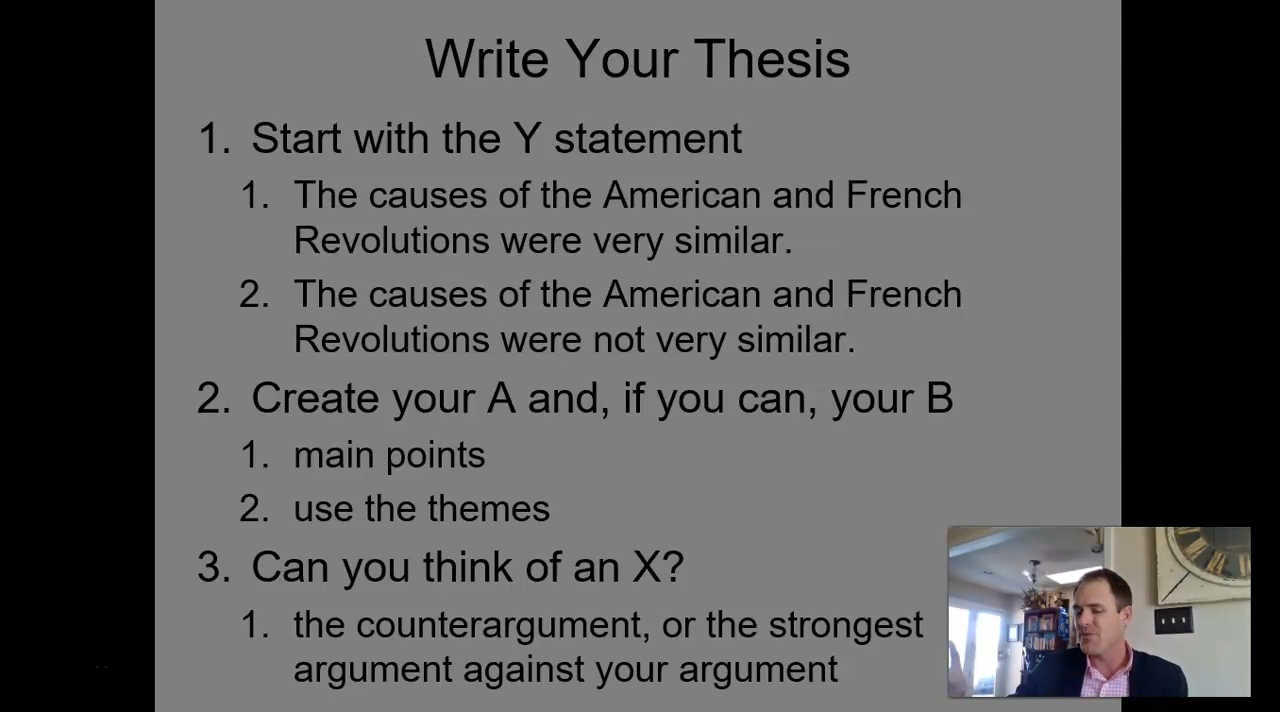 Write Your Thesis
1. Start with the Y statement
1. The causes of the American and French
Revolutions were very similar.
2. The causes of the American and French
Revolutions were not very similar.
2. Create your A and, if you can, your B
1. main points
2. use the themes
3. Can you think of an X?
1. the counterargument, or the strongest
argument against your argument